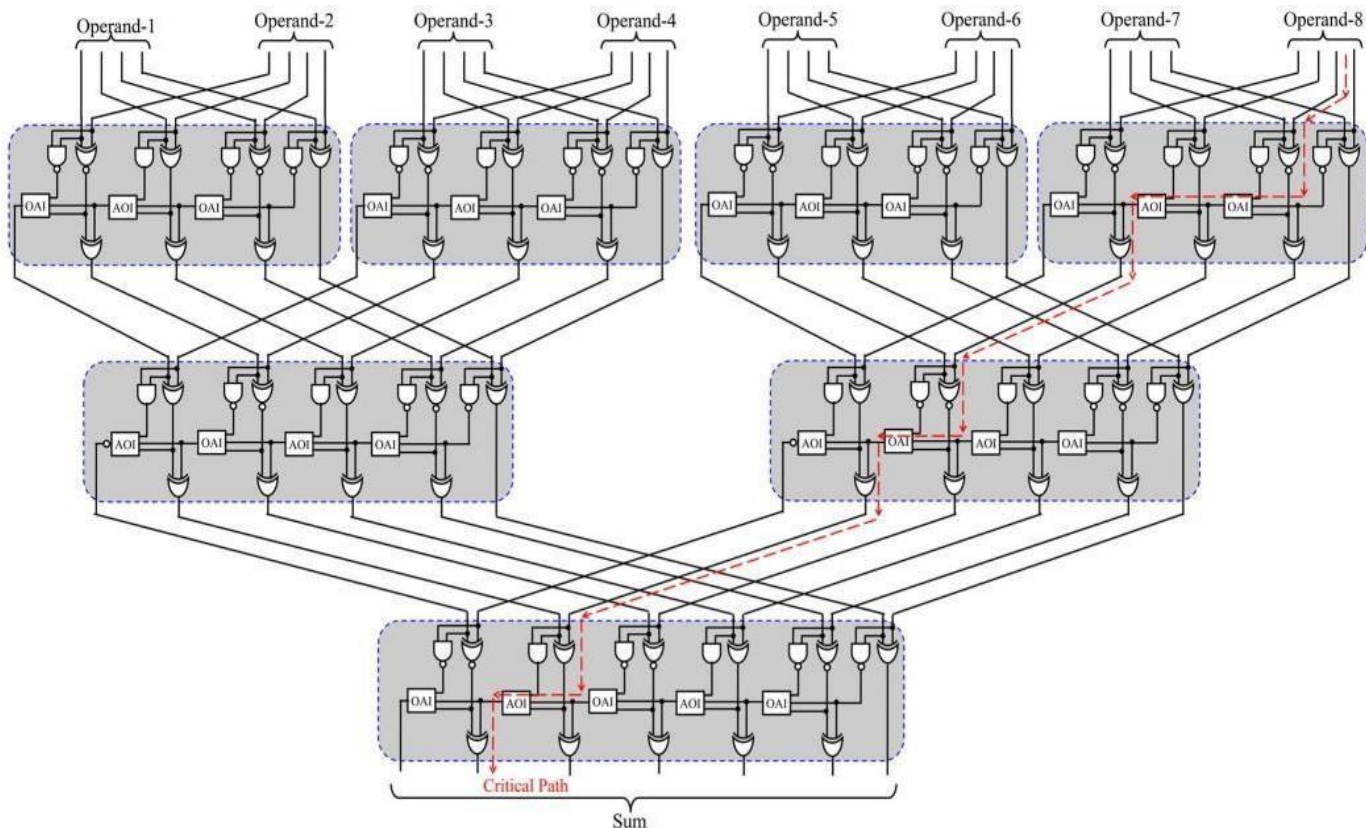 Operand-1 Operand-2 Operand-3 Operand-4 Operand-5 Operand-6 Operand-7 Operand-8
OAI AOI OAI OAI AOI OAI OAI AOI OAI OAI AOI OAI
AOI OAI AOI OAI AOI OAI AOI OAI
OAI AOI OAI AOI OAI
Critical Path
Sum